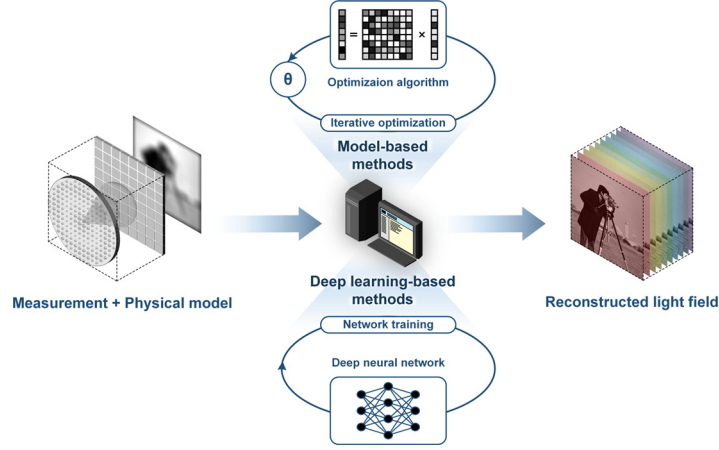 =
×
θ
Optimizaion algorithm
Iterative optimization
Model-based
methods
Measurement + Physical model
Deep learning-based
methods
Reconstructed light field
Network training
Deep neural network